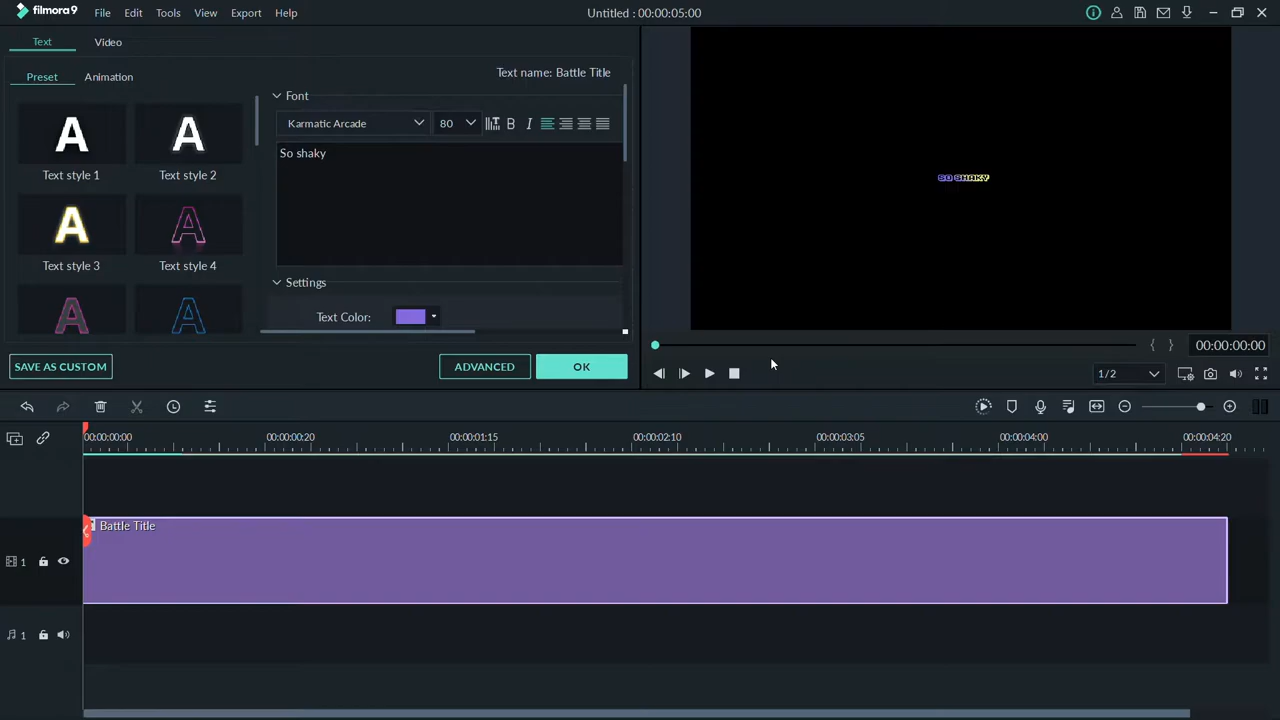 filmora9 File Edit Tools View Export Help Untitled : 00:00:05:00
Text Video
Preset Animation Text name: Battle Title
Font
Karmatic Arcade 80 B I
So shaky
SO SHAKY
A A
Text style 1 Text style 2
A A
Text style 3 Text style 4
A A
Settings
Text Color:
00:00:00:00
SAVE AS CUSTOM ADVANCED OK 1/2
00:00:00:00 00:00:00:20 00:00:01:15 00:00:02:10 00:00:03:05 00:00:04:00 00:00:04:20
Battle Title
1
1